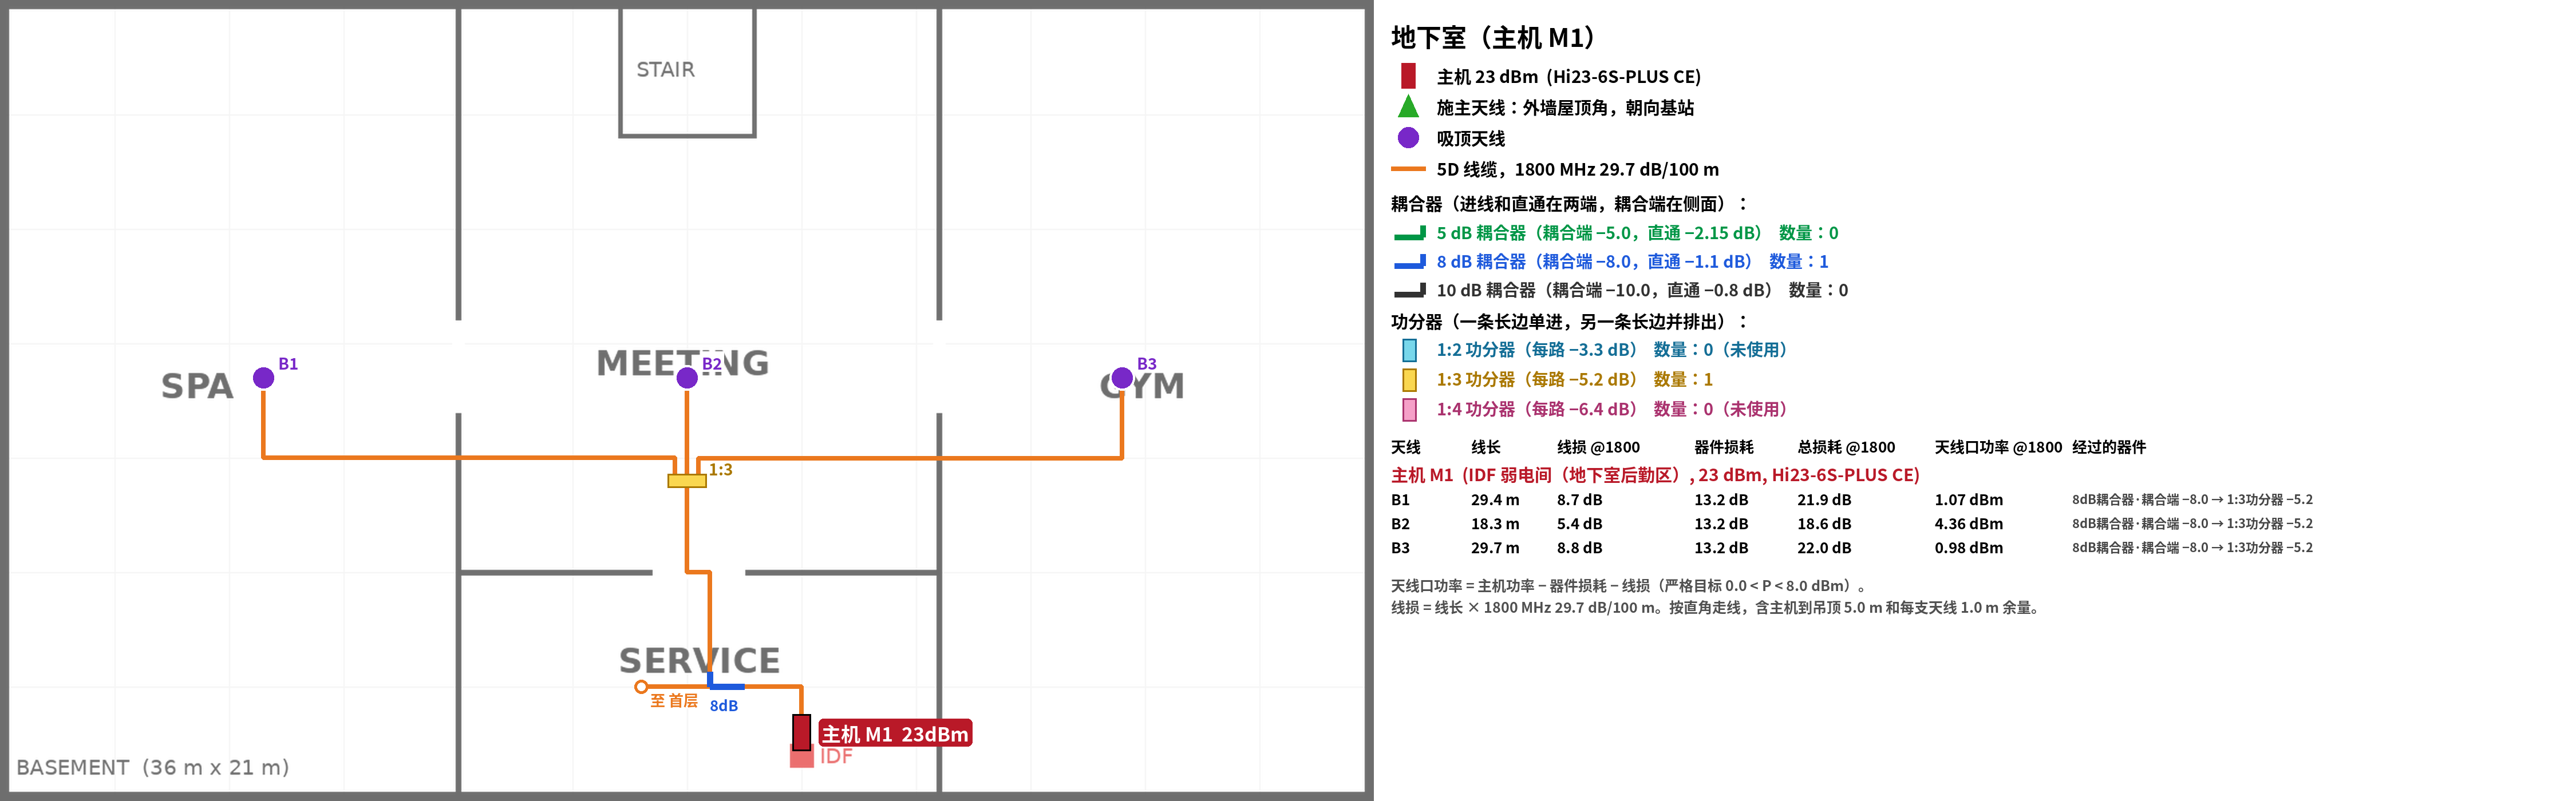 STAIR
SPA
B1
MEETING
B2
GYM
B3
1:3
SERVICE
至 首层
8dB
主机 M1  23dBm
IDF
BASEMENT  (36 m x 21 m)
地下室（主机 M1）
主机 23 dBm  (Hi23-6S-PLUS CE)
施主天线：外墙屋顶角，朝向基站
吸顶天线
5D 线缆，1800 MHz 29.7 dB/100 m
耦合器（进线和直通在两端，耦合端在侧面）：
5 dB 耦合器（耦合端 −5.0，直通 −2.15 dB）  数量：0
8 dB 耦合器（耦合端 −8.0，直通 −1.1 dB）  数量：1
10 dB 耦合器（耦合端 −10.0，直通 −0.8 dB）  数量：0
功分器（一条长边单进，另一条长边并排出）：
1:2 功分器（每路 −3.3 dB）  数量：0（未使用）
1:3 功分器（每路 −5.2 dB）  数量：1
1:4 功分器（每路 −6.4 dB）  数量：0（未使用）
天线 线长 线损 @1800 器件损耗 总损耗 @1800 天线口功率 @1800 经过的器件
主机 M1  (IDF 弱电间（地下室后勤区）, 23 dBm, Hi23-6S-PLUS CE)
B1 29.4 m 8.7 dB 13.2 dB 21.9 dB 1.07 dBm 8dB耦合器·耦合端 −8.0 → 1:3功分器 −5.2
B2 18.3 m 5.4 dB 13.2 dB 18.6 dB 4.36 dBm 8dB耦合器·耦合端 −8.0 → 1:3功分器 −5.2
B3 29.7 m 8.8 dB 13.2 dB 22.0 dB 0.98 dBm 8dB耦合器·耦合端 −8.0 → 1:3功分器 −5.2
天线口功率 = 主机功率 − 器件损耗 − 线损（严格目标 0.0 < P < 8.0 dBm）。
线损 = 线长 × 1800 MHz 29.7 dB/100 m。按直角走线，含主机到吊顶 5.0 m 和每支天线 1.0 m 余量。